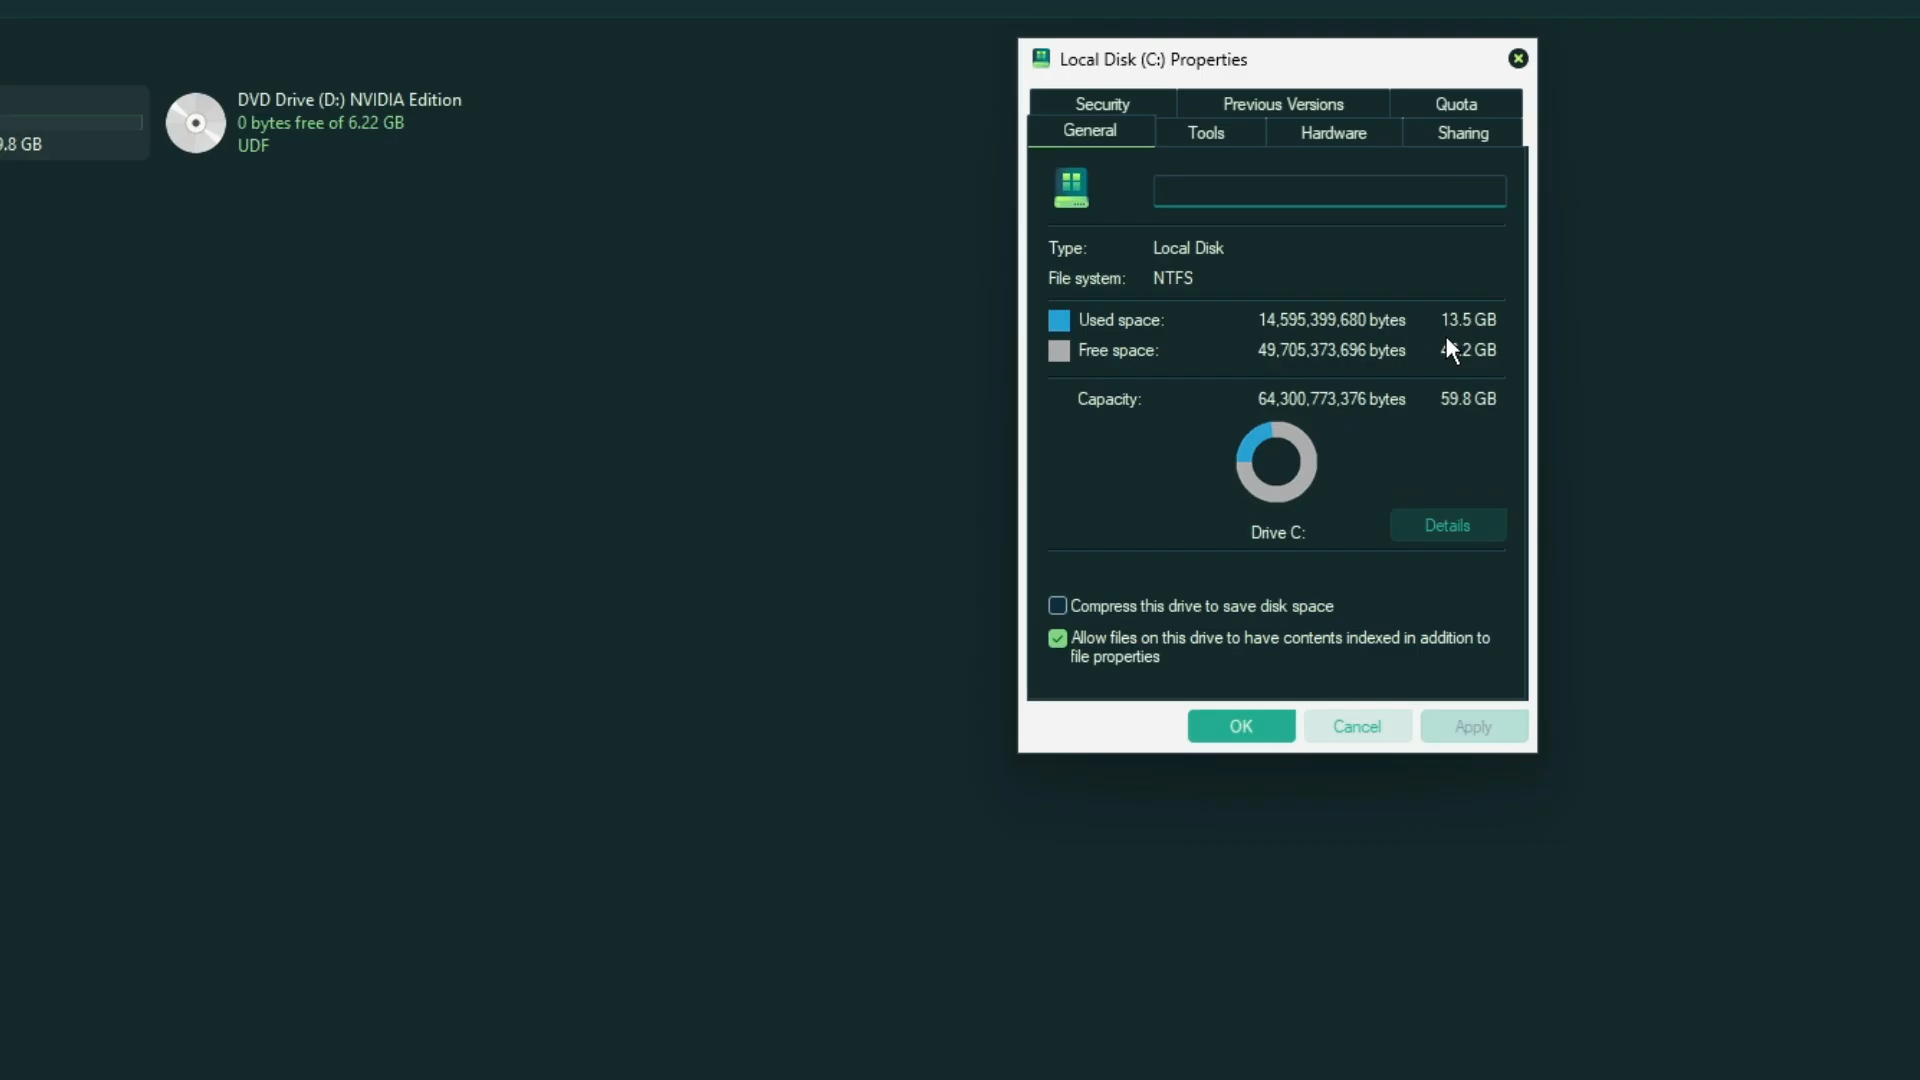 9.8 GB
DVD Drive (D:) NVIDIA Edition
0 bytes free of 6.22 GB
UDF
Local Disk (C:) Properties
Security Previous Versions Quota
General Tools Hardware Sharing
Type: Local Disk
File system: NTFS
Used space: 14,595,399,680 bytes 13.5 GB
Free space: 49,705,373,696 bytes GB
Capacity: 64,300,773,376 bytes 59.8 GB
Drive C:
Details
Compress this drive to save disk space
Allow files on this drive to have contents indexed in addition to
file properties
OK Cancel Apply